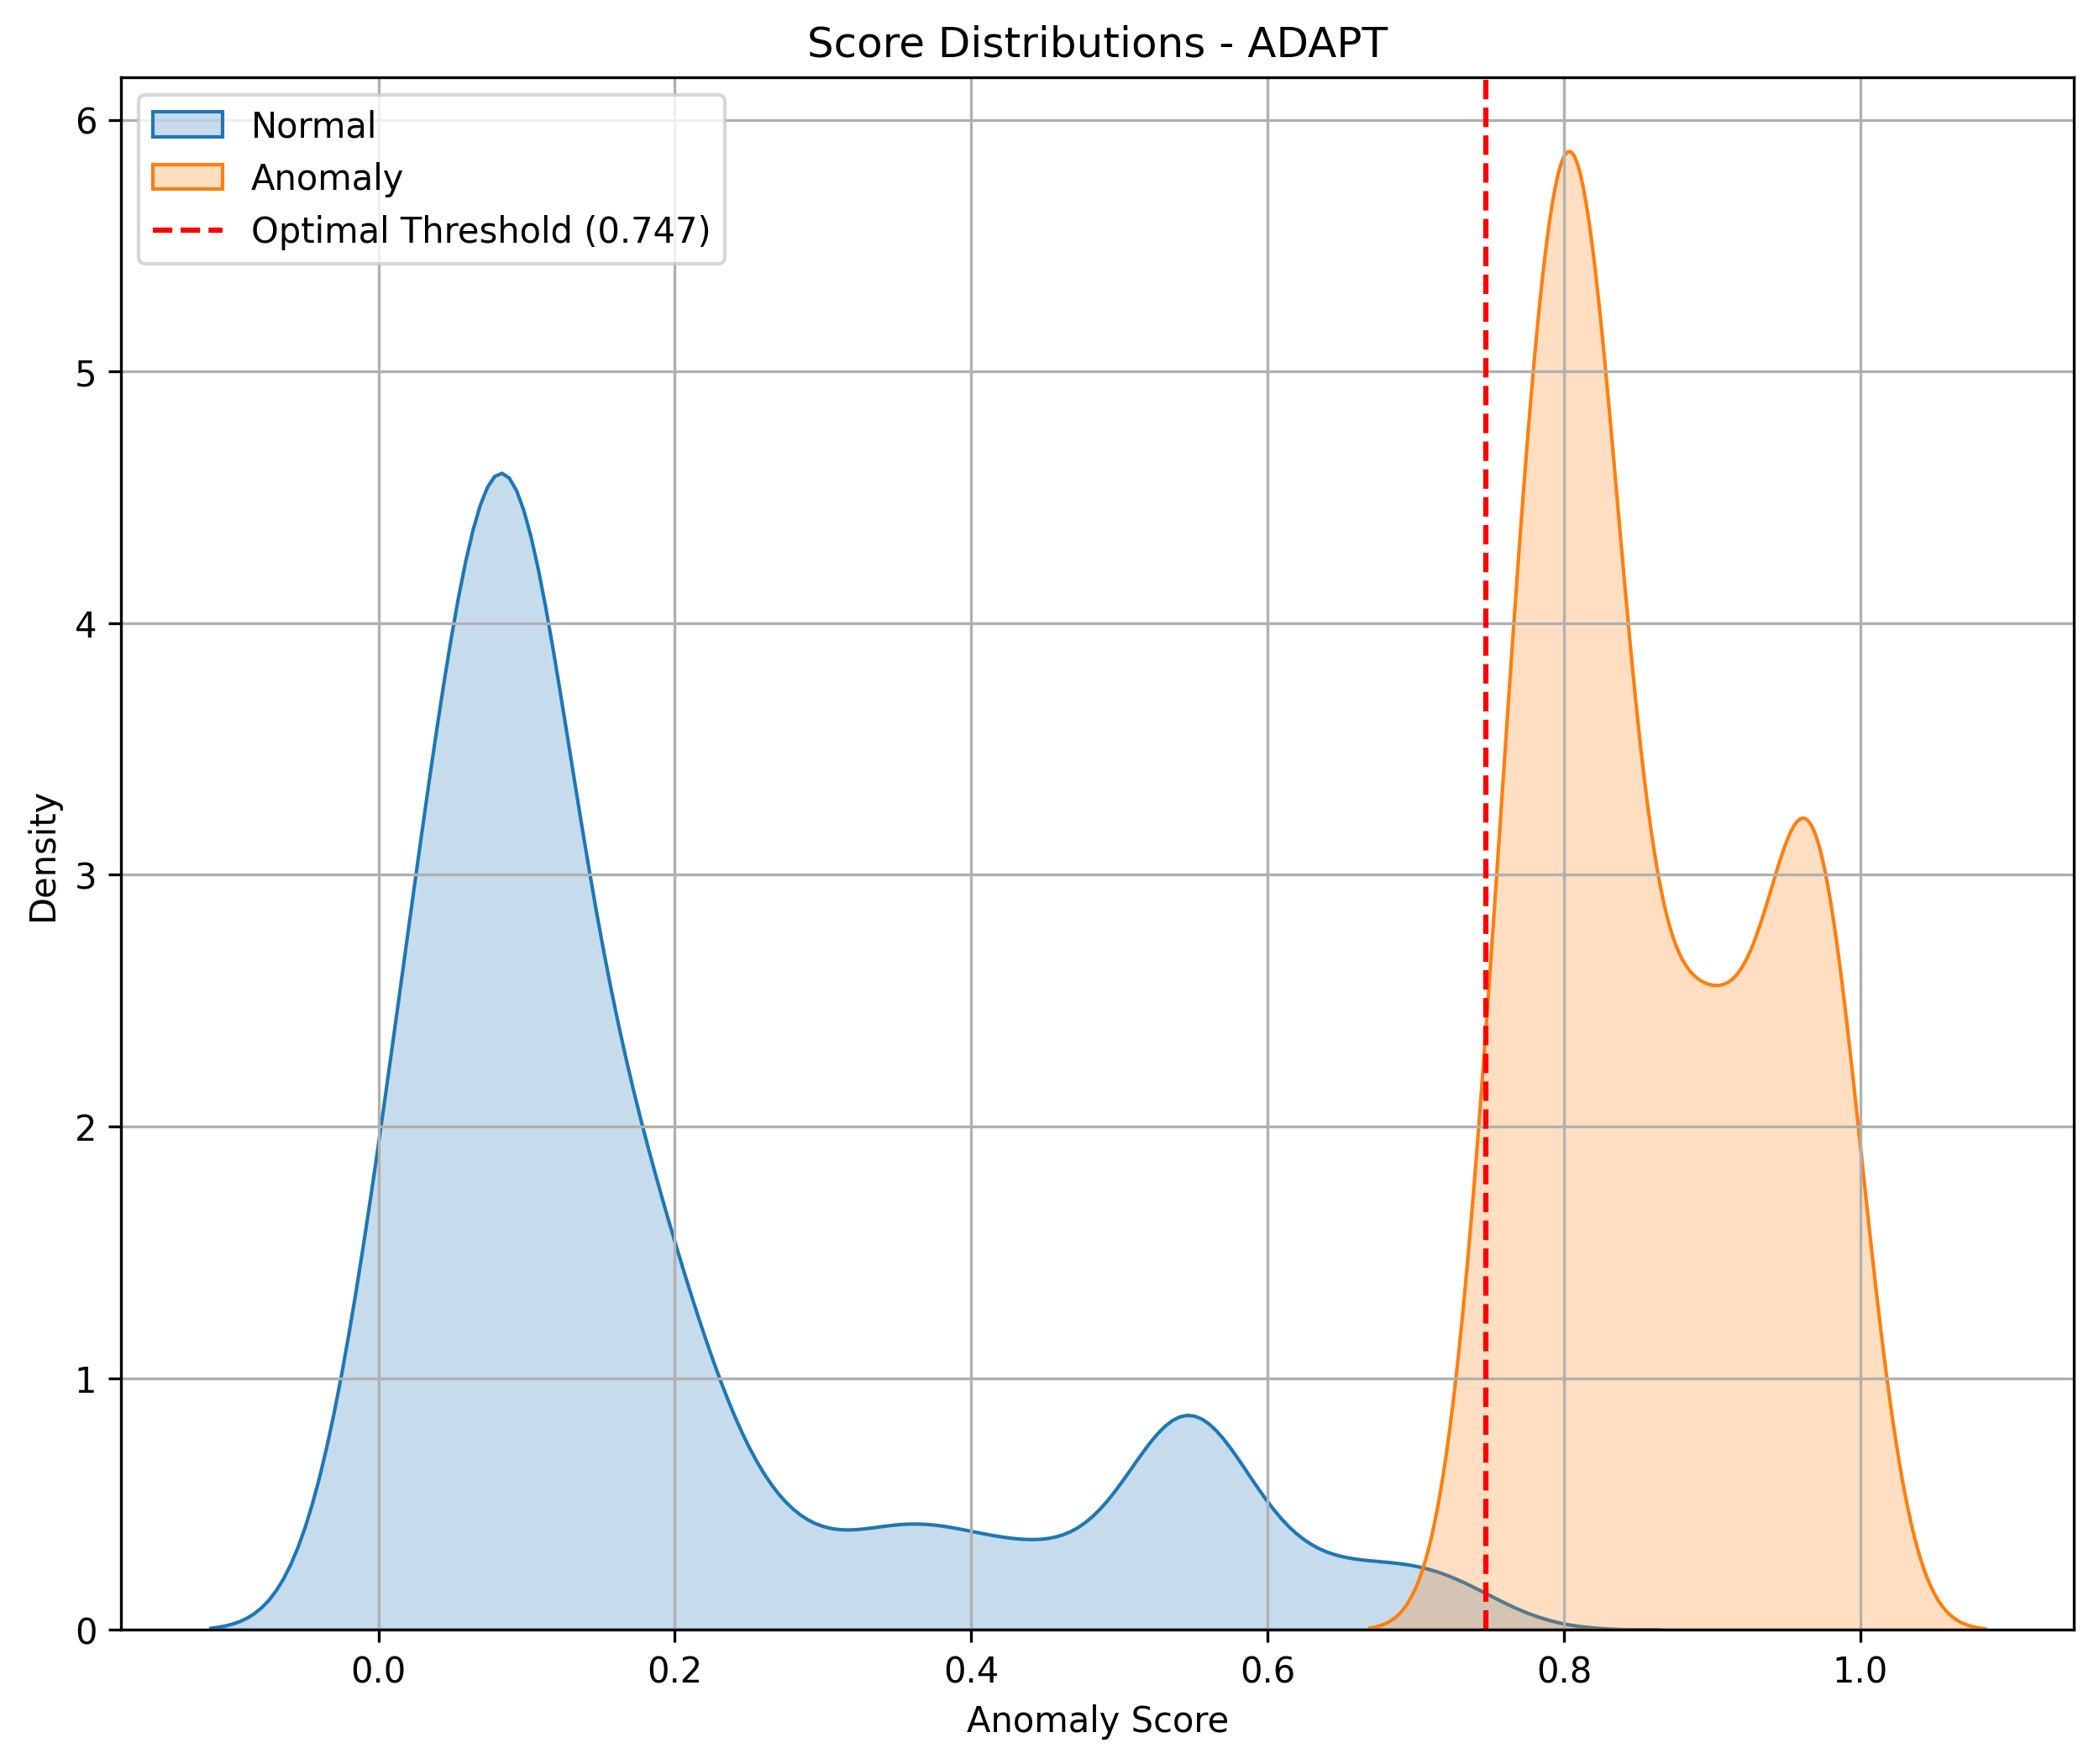 Score Distributions - ADAPT
Normal
Anomaly
Optimal Threshold (0.747)
6
5
4
3
2
1
0
Density
0.0 0.2 0.4 0.6 0.8 1.0
Anomaly Score